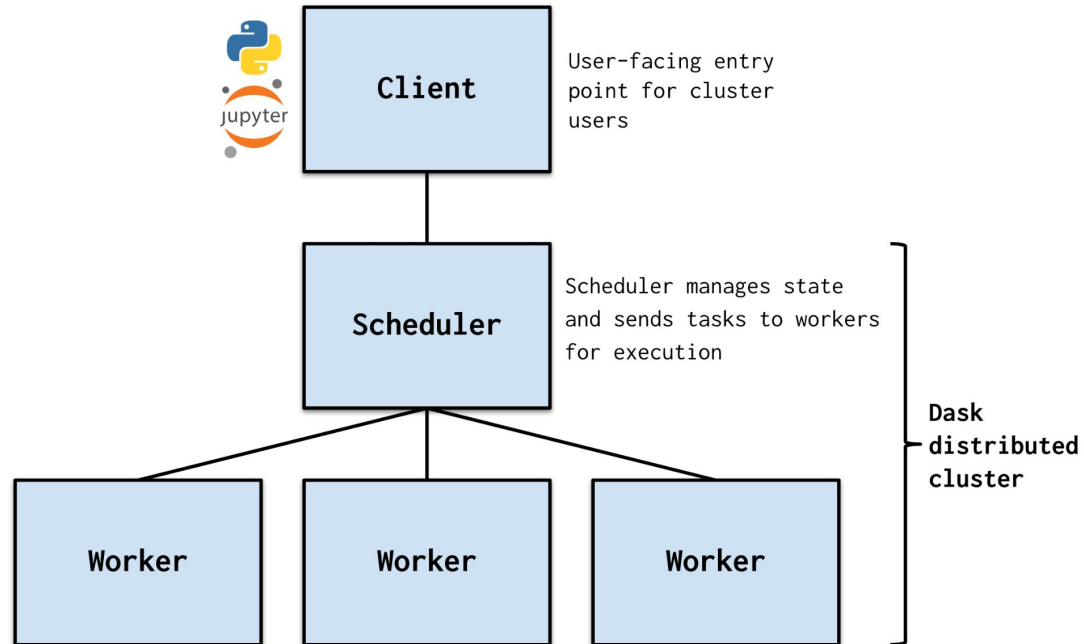 jupyter
Client
User-facing entry
point for cluster
users
Scheduler
Scheduler manages state
and sends tasks to workers
for execution
Dask
distributed
cluster
Worker
Worker
Worker